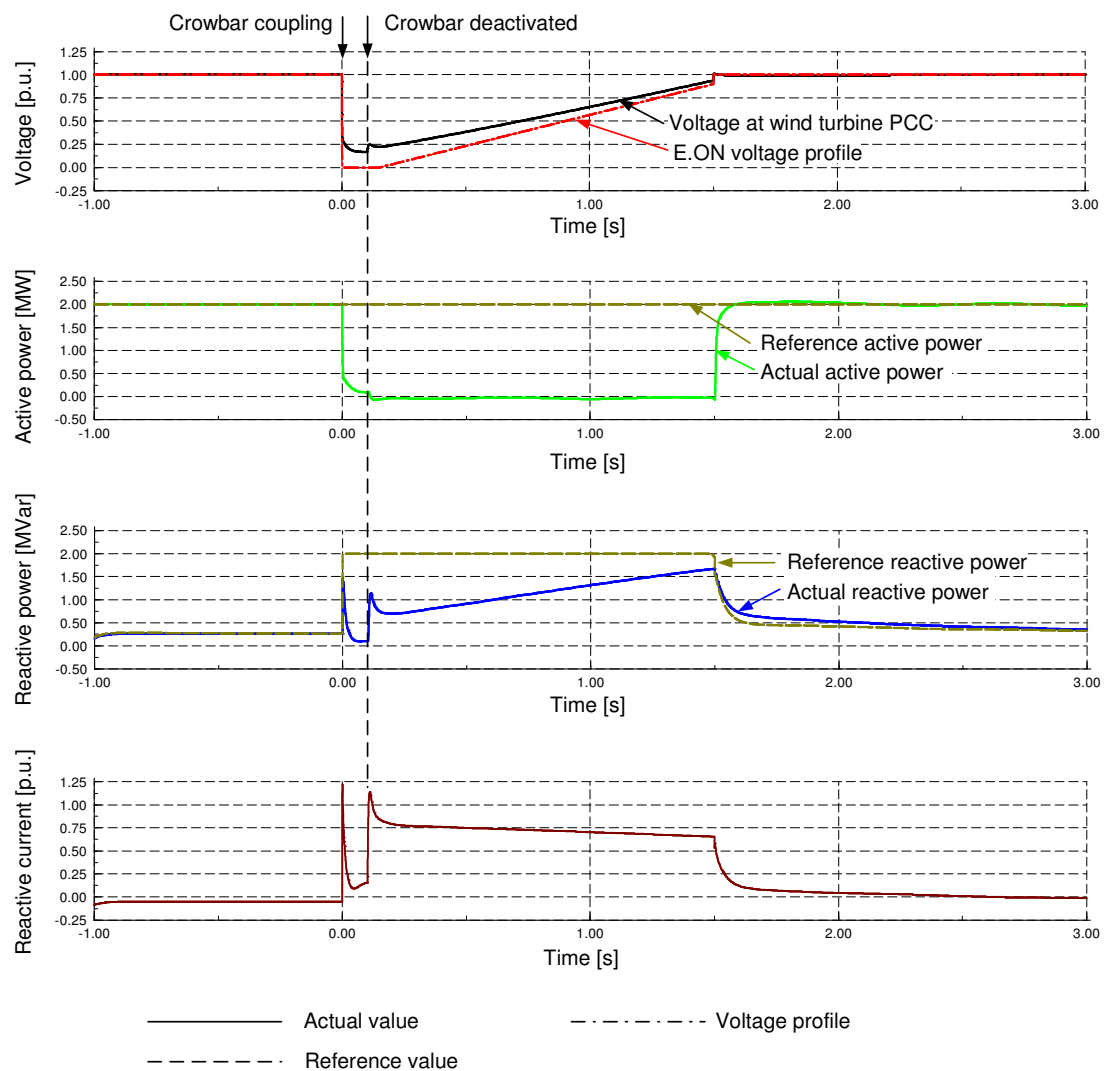 Crowbar coupling
Crowbar deactivated
Voltage [p.u.]
1.25
1.00
0.75
0.50
0.25
0.00
-0.25
Voltage at wind turbine PCC
E.ON voltage profile
-1.00 0.00 1.00 2.00 3.00
Time [s]
Active power [MW]
2.50
2.00
1.50
1.00
0.50
0.00
-0.50
Reference active power
Actual active power
-1.00 0.00 1.00 2.00 3.00
Time [s]
Reactive power [MVar]
2.50
2.00
1.50
1.00
0.50
0.00
-0.50
Reference reactive power
Actual reactive power
-1.00 0.00 1.00 2.00 3.00
Time [s]
Reactive current [p.u.]
1.25
1.00
0.75
0.50
0.25
0.00
-0.25
-1.00 0.00 1.00 2.00 3.00
Time [s]
Actual value
Voltage profile
Reference value